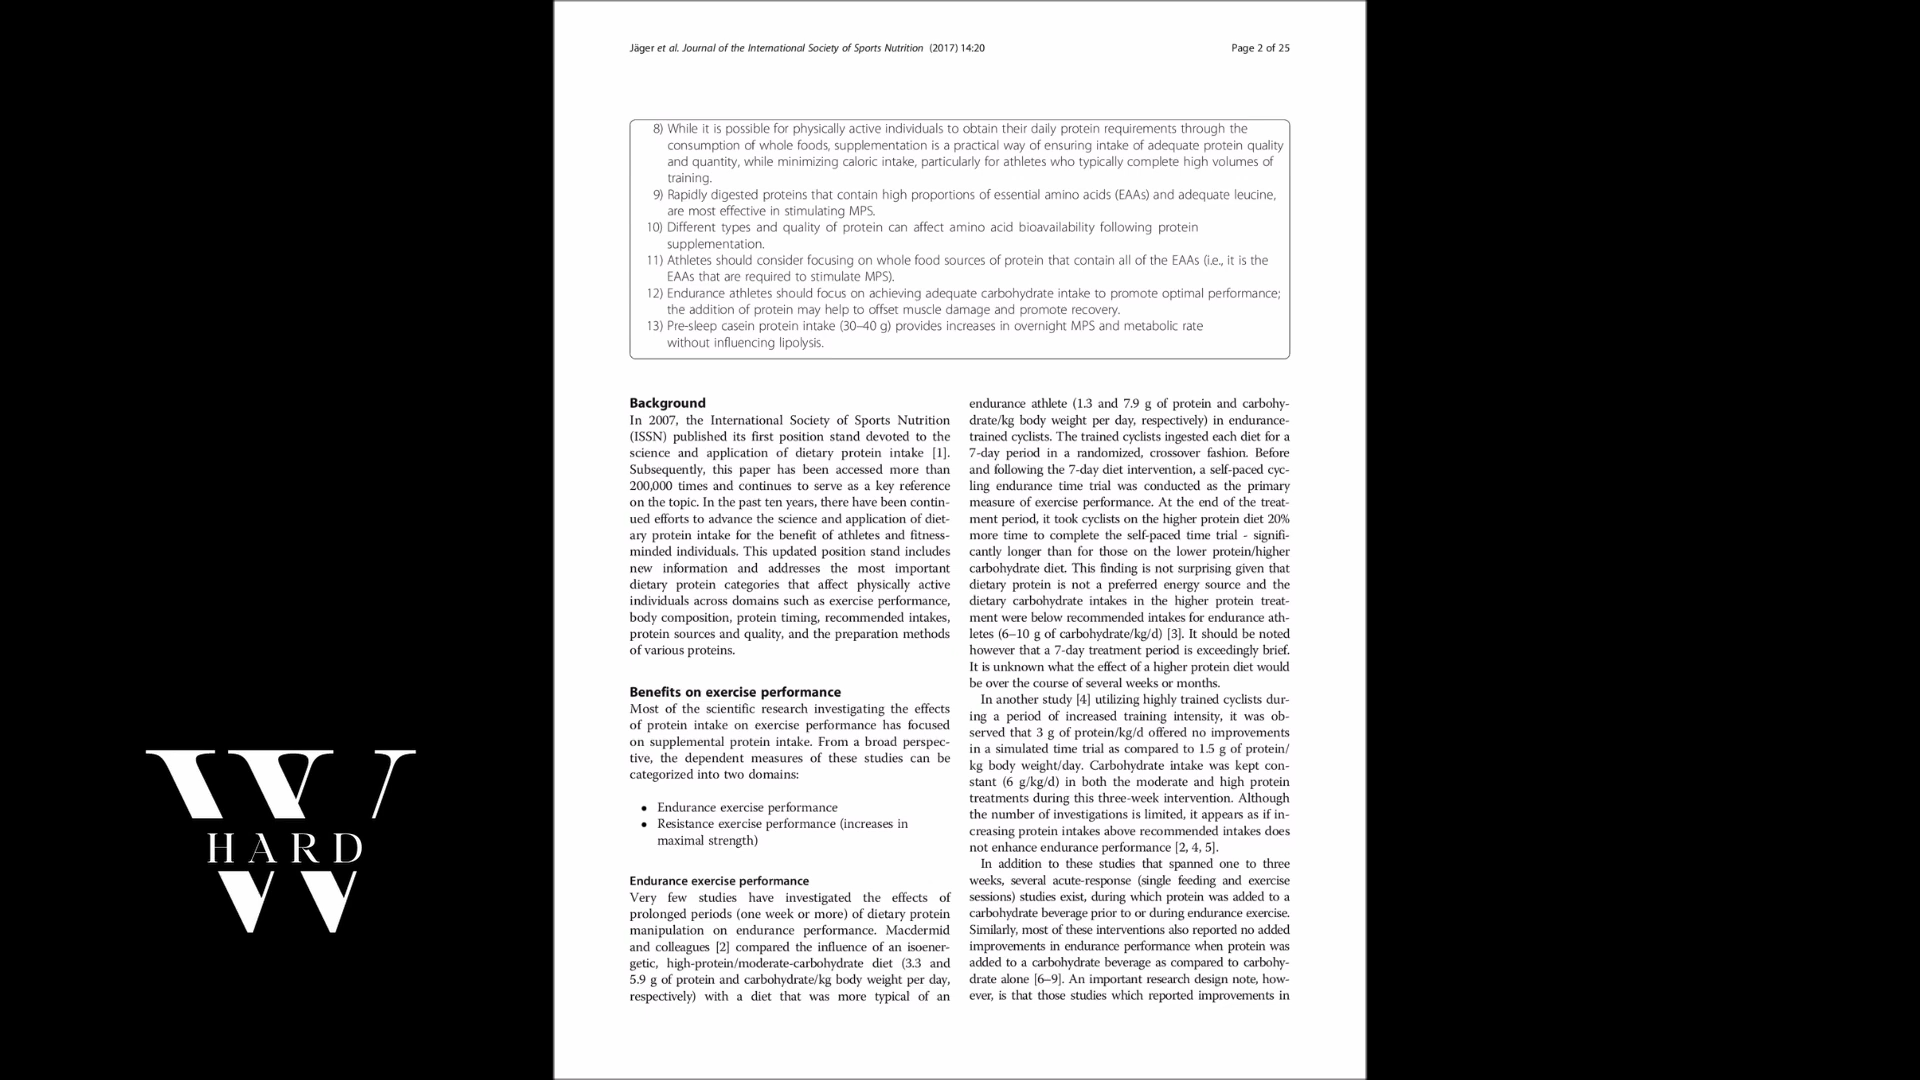 Jäger et al. Journal of the International Society of Sports Nutrition (2017) 14:20
Page 2 of 25
8) While it is possible for physically active individuals to obtain their daily protein requirements through the
consumption of whole foods, supplementation is a practical way of ensuring intake of adequate protein quality
and quantity, while minimizing caloric intake, particularly for athletes who typically complete high volumes of
training.
9) Rapidly digested proteins that contain high proportions of essential amino acids (EAAs) and adequate leucine,
are most effective in stimulating MPS.
10) Different types and quality of protein can affect amino acid bioavailability following protein
supplementation.
11) Athletes should consider focusing on whole food sources of protein that contain all of the EAAs (i.e., it is the
EAAs that are required to stimulate MPS).
12) Endurance athletes should focus on achieving adequate carbohydrate intake to promote optimal performance;
the addition of protein may help to offset muscle damage and promote recovery.
13) Pre-sleep casein protein intake (30–40 g) provides increases in overnight MPS and metabolic rate
without influencing lipolysis.
Background
In 2007, the International Society of Sports Nutrition
(ISSN) published its first position stand devoted to the
science and application of dietary protein intake [1].
Subsequently, this paper has been accessed more than
200,000 times and continues to serve as a key reference
on the topic. In the past ten years, there have been contin-
ued efforts to advance the science and application of diet-
ary protein intake for the benefit of athletes and fitness-
minded individuals. This updated position stand includes
new information and addresses the most important
dietary protein categories that affect physically active
individuals across domains such as exercise performance,
body composition, protein timing, recommended intakes,
protein sources and quality, and the preparation methods
of various proteins.
Benefits on exercise performance
Most of the scientific research investigating the effects
of protein intake on exercise performance has focused
on supplemental protein intake. From a broad perspec-
tive, the dependent measures of these studies can be
categorized into two domains:
• Endurance exercise performance
• Resistance exercise performance (increases in
maximal strength)
Endurance exercise performance
Very few studies have investigated the effects of
prolonged periods (one week or more) of dietary protein
manipulation on endurance performance. Macdermid
and colleagues [2] compared the influence of an isoener-
getic, high-protein/moderate-carbohydrate diet (3.3 and
5.9 g of protein and carbohydrate/kg body weight per day,
respectively) with a diet that was more typical of an
endurance athlete (1.3 and 7.9 g of protein and carbohy-
drate/kg body weight per day, respectively) in endurance-
trained cyclists. The trained cyclists ingested each diet for a
7-day period in a randomized, crossover fashion. Before
and following the 7-day diet intervention, a self-paced cyc-
ling endurance time trial was conducted as the primary
measure of exercise performance. At the end of the treat-
ment period, it took cyclists on the higher protein diet 20%
more time to complete the self-paced time trial - signifi-
cantly longer than for those on the lower protein/higher
carbohydrate diet. This finding is not surprising given that
dietary protein is not a preferred energy source and the
dietary carbohydrate intakes in the higher protein treat-
ment were below recommended intakes for endurance ath-
letes (6–10 g of carbohydrate/kg/d) [3]. It should be noted
however that a 7-day treatment period is exceedingly brief.
It is unknown what the effect of a higher protein diet would
be over the course of several weeks or months.
In another study [4] utilizing highly trained cyclists dur-
ing a period of increased training intensity, it was ob-
served that 3 g of protein/kg/d offered no improvements
in a simulated time trial as compared to 1.5 g of protein/
kg body weight/day. Carbohydrate intake was kept con-
stant (6 g/kg/d) in both the moderate and high protein
treatments during this three-week intervention. Although
the number of investigations is limited, it appears as if in-
creasing protein intakes above recommended intakes does
not enhance endurance performance [2, 4, 5].
In addition to these studies that spanned one to three
weeks, several acute-response (single feeding and exercise
sessions) studies exist, during which protein was added to a
carbohydrate beverage prior to or during endurance exercise.
Similarly, most of these interventions also reported no added
improvements in endurance performance when protein was
added to a carbohydrate beverage as compared to carbohy-
drate alone [6–9]. An important research design note, how-
ever, is that those studies which reported improvements in
W
HARD
W